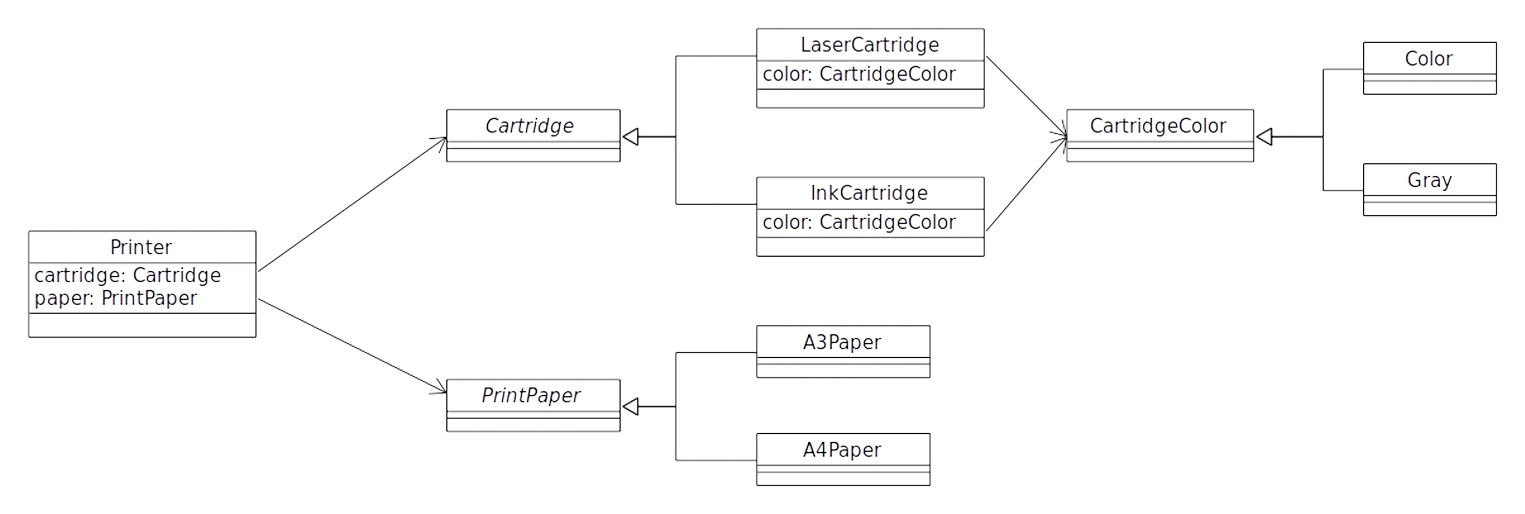 LaserCartridge
color: CartridgeColor
Color
Cartridge
CartridgeColor
InkCartridge
color: CartridgeColor
Gray
Printer
cartridge: Cartridge
paper: PrintPaper
A3Paper
PrintPaper
A4Paper